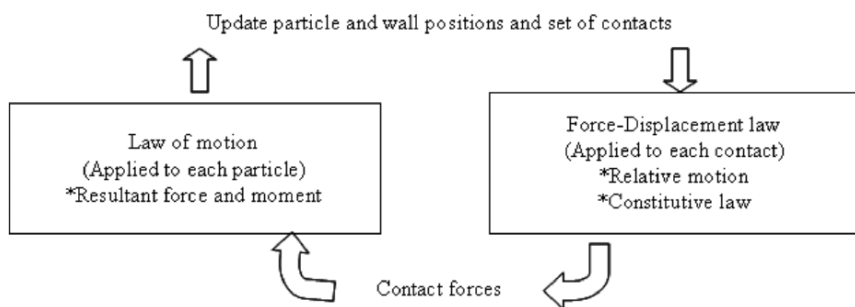 Update particle and wall positions and set of contacts
Law of motion
(Applied to each particle)
*Resultant force and moment
Force-Displacement law
(Applied to each contact)
*Relative motion
*Constitutive law
Contact forces